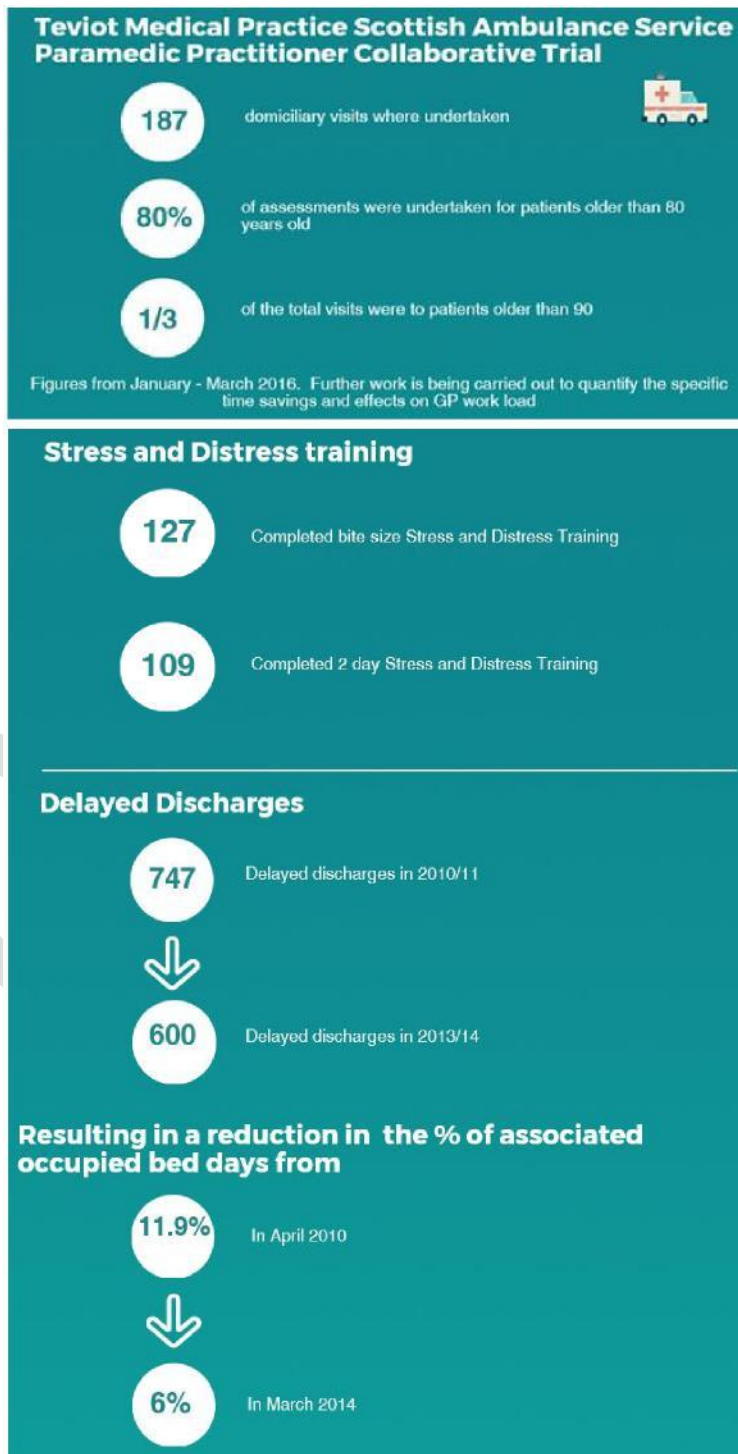 Teviot Medical Practice Scottish Ambulance Service
Paramedic Practitioner Collaborative Trial
187
domiciliary visits where undertaken
80%
of assessments were undertaken for patients older than 80
years old
1/3
of the total visits were to patients older than 90
Figures from January - March 2016. Further work is being carried out to quantify the specific
time savings and effects on GP work load
Stress and Distress training
127
Completed bite size Stress and Distress Training
109
Completed 2 day Stress and Distress Training
Delayed Discharges
747
Delayed discharges in 2010/11
600
Delayed discharges in 2013/14
Resulting in a reduction in the % of associated
occupied bed days from
11.9%
In April 2010
6%
In March 2014